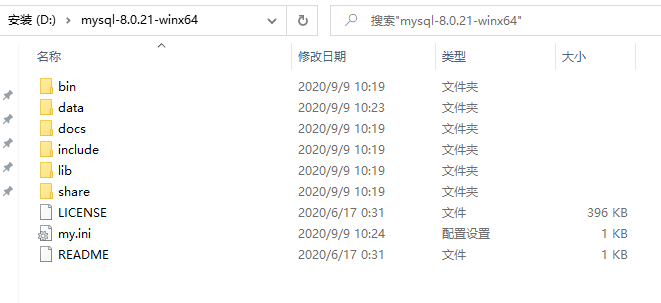 安装 (D:) › mysql-8.0.21-winx64
搜索"mysql-8.0.21-winx64"
名称 修改日期 类型 大小
bin 2020/9/9 10:19 文件夹
data 2020/9/9 10:23 文件夹
docs 2020/9/9 10:19 文件夹
include 2020/9/9 10:19 文件夹
lib 2020/9/9 10:19 文件夹
share 2020/9/9 10:19 文件夹
LICENSE 2020/6/17 0:31 文件 396 KB
my.ini 2020/9/9 10:24 配置设置 1 KB
README 2020/6/17 0:31 文件 1 KB